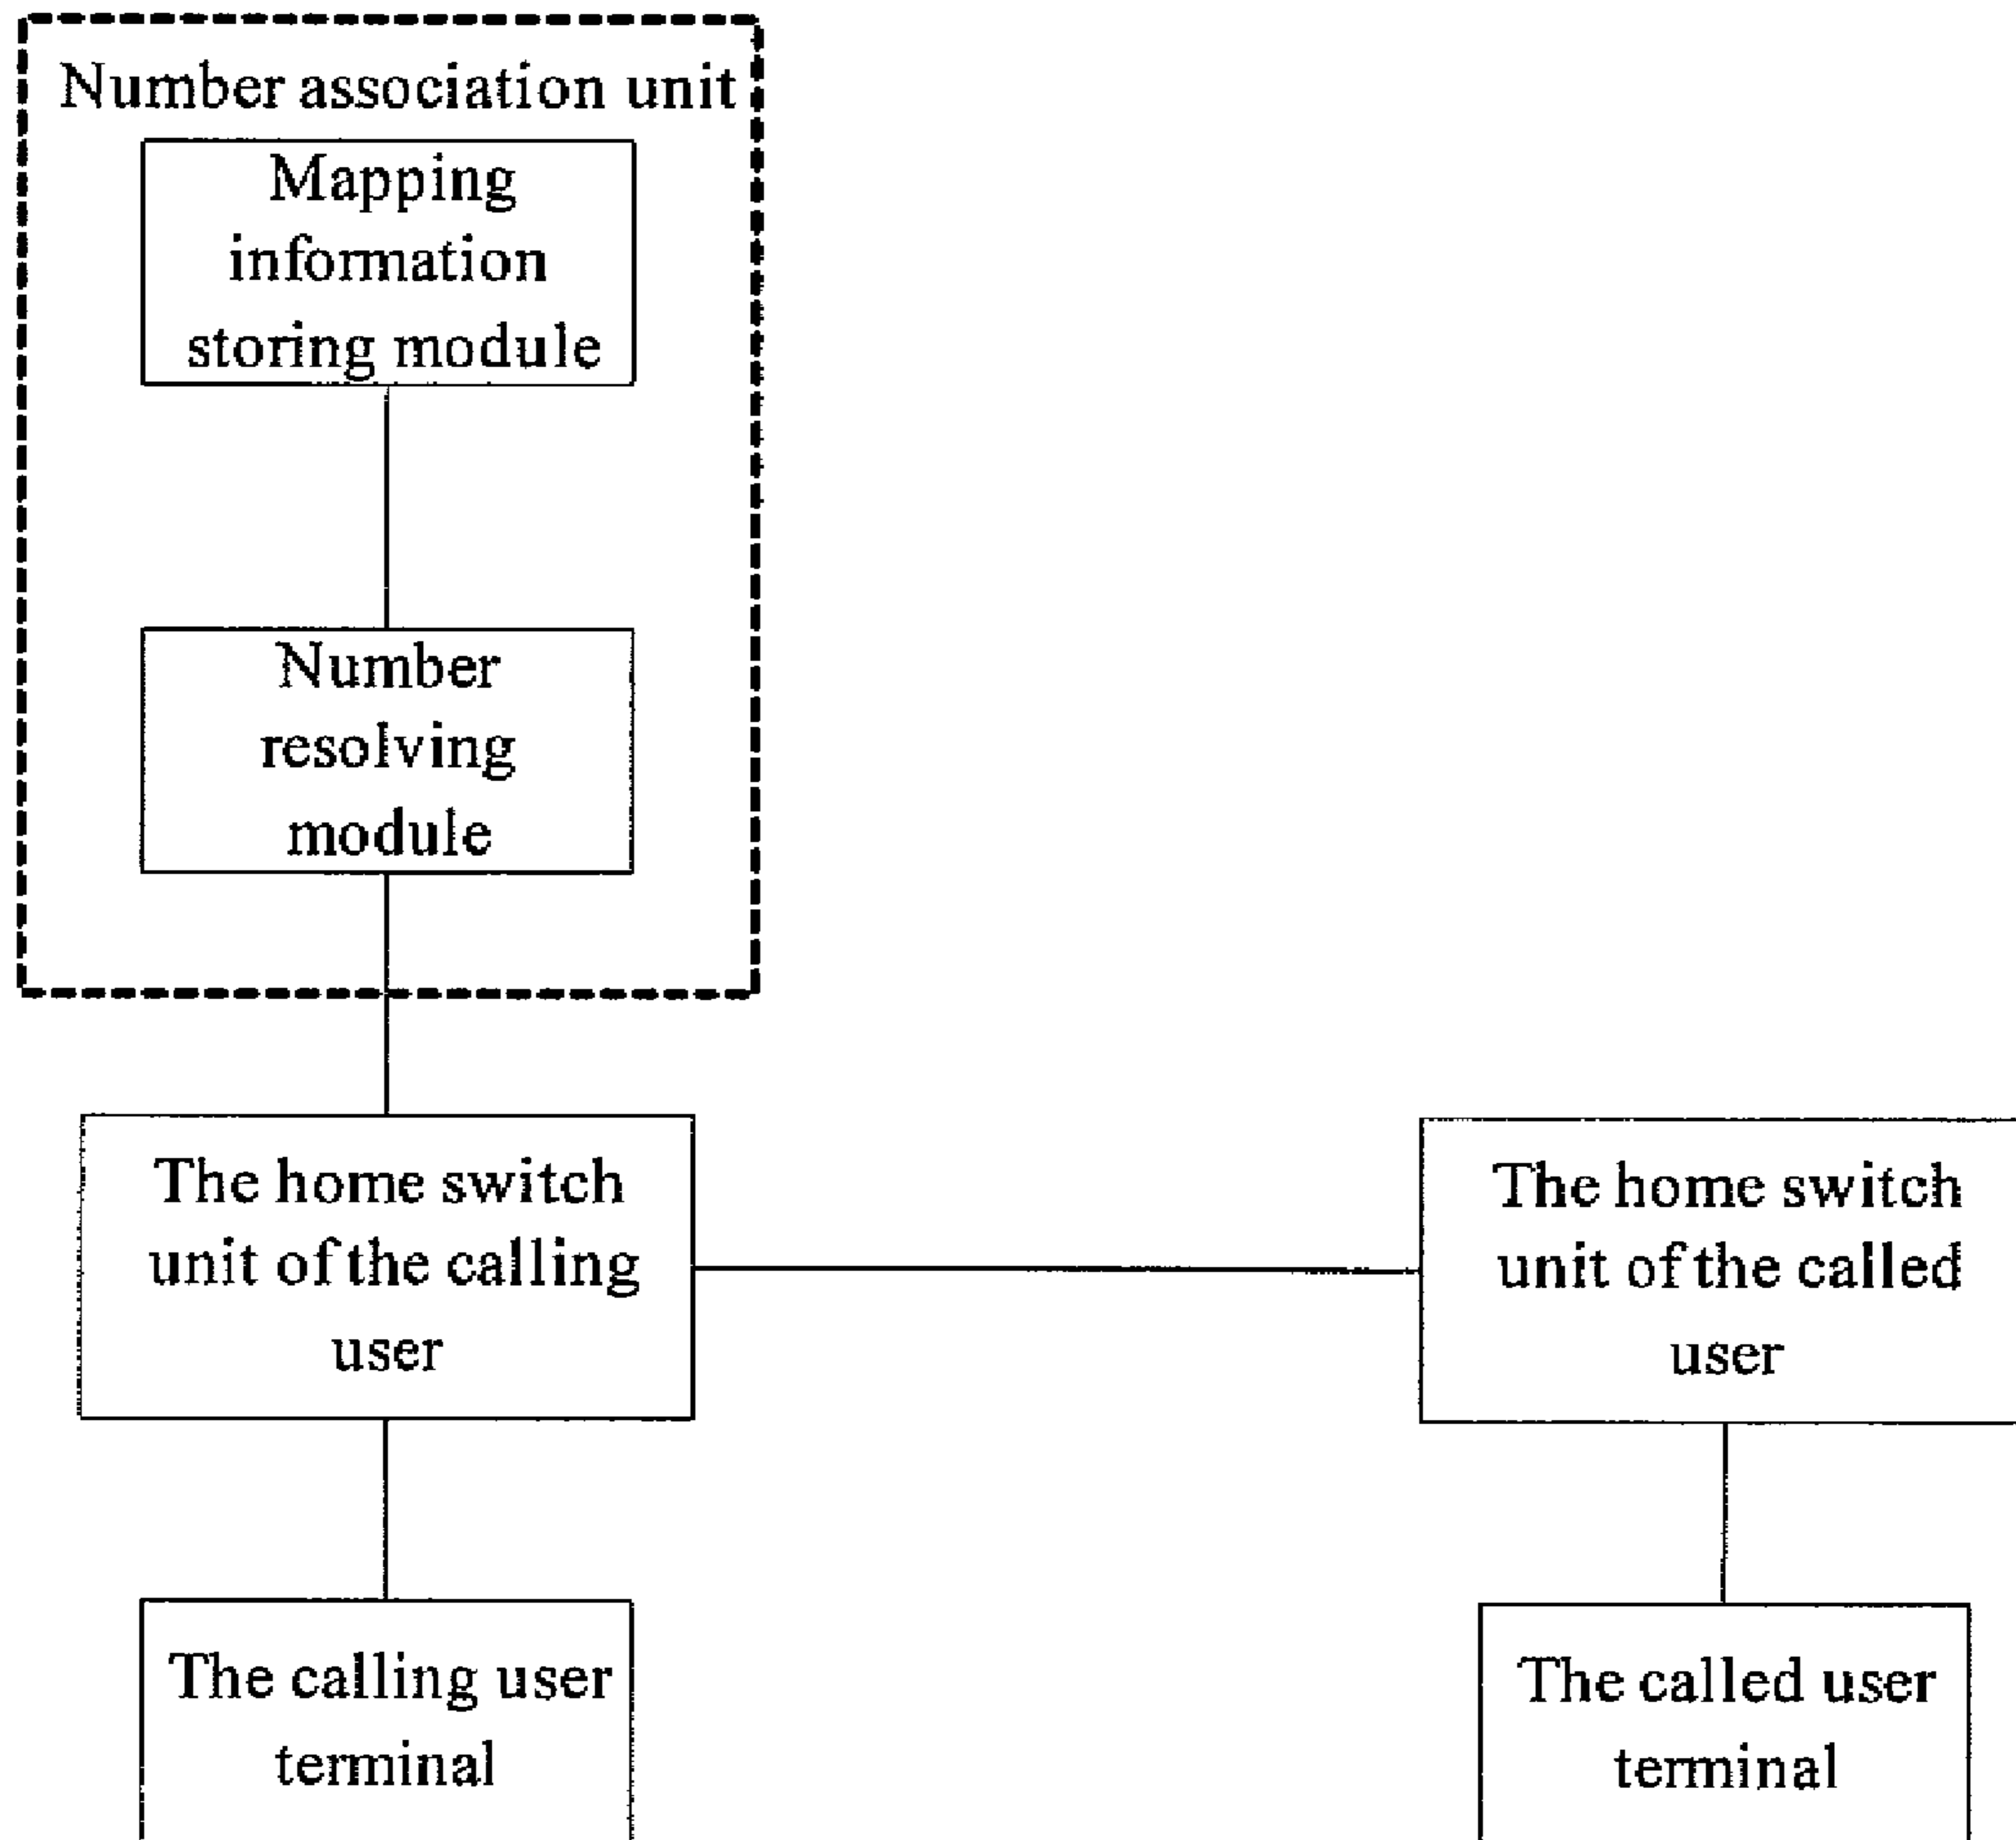 Number association unit
Mapping
information
storing module
Number
resolving
module
The home switch
unit of the calling
user
The home switch
unit of the called
user
The calling user
terminal
The called user
terminal